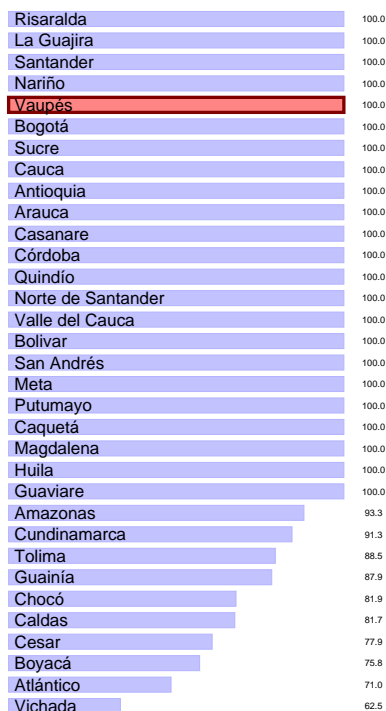 Risaralda 100.0
La Guajira 100.0
Santander 100.0
Nariño 100.0
Vaupés 100.0
Bogotá 100.0
Sucre 100.0
Cauca 100.0
Antioquia 100.0
Arauca 100.0
Casanare 100.0
Córdoba 100.0
Quindío 100.0
Norte de Santander 100.0
Valle del Cauca 100.0
Bolivar 100.0
San Andrés 100.0
Meta 100.0
Putumayo 100.0
Caquetá 100.0
Magdalena 100.0
Huila 100.0
Guaviare 100.0
Amazonas 93.3
Cundinamarca 91.3
Tolima 88.5
Guainía 87.9
Chocó 81.9
Caldas 81.7
Cesar 77.9
Boyacá 75.8
Atlántico 71.0
Vichada 62.5